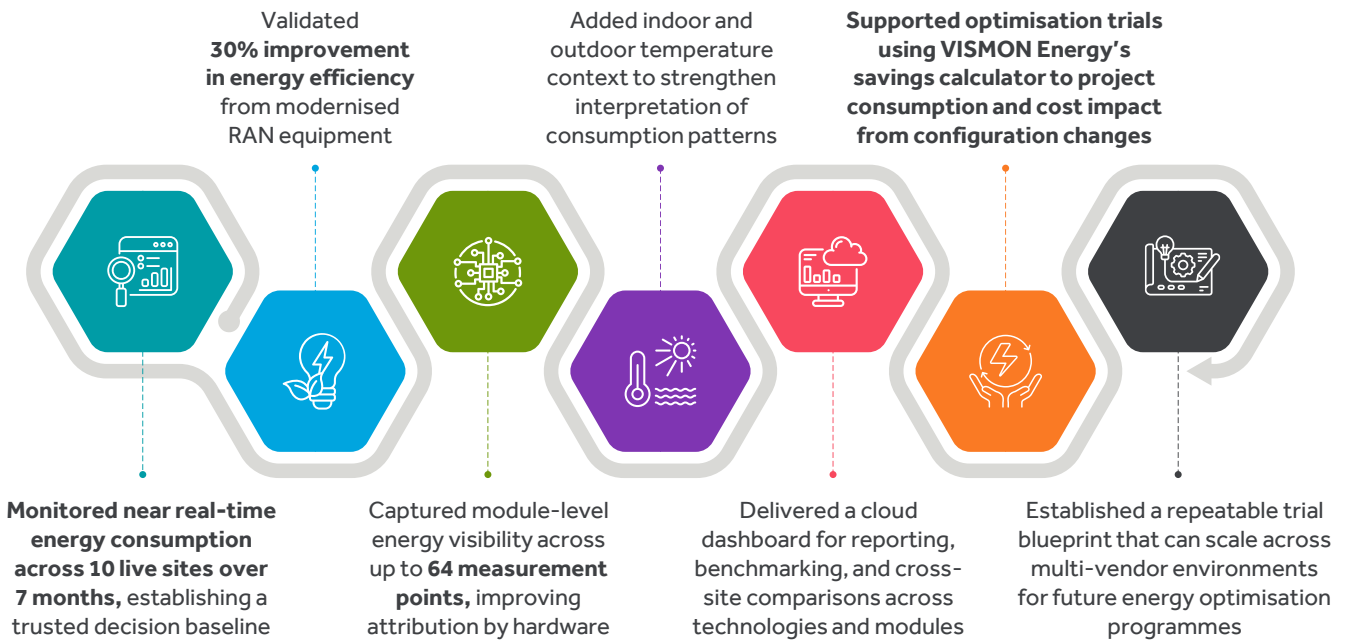 Validated
30% improvement
in energy efficiency
from modernised
RAN equipment
Added indoor and
outdoor temperature
context to strengthen
interpretation of
consumption patterns
Supported optimisation trials
using VISMON Energy's
savings calculator to project
consumption and cost impact
from configuration changes
Monitored near real-time
energy consumption
across 10 live sites over
7 months, establishing a
trusted decision baseline
Captured module-level
energy visibility across
up to 64 measurement
points, improving
attribution by hardware
Delivered a cloud
dashboard for reporting,
benchmarking, and cross-
site comparisons across
technologies and modules
Established a repeatable trial
blueprint that can scale across
multi-vendor environments
for future energy optimisation
programmes